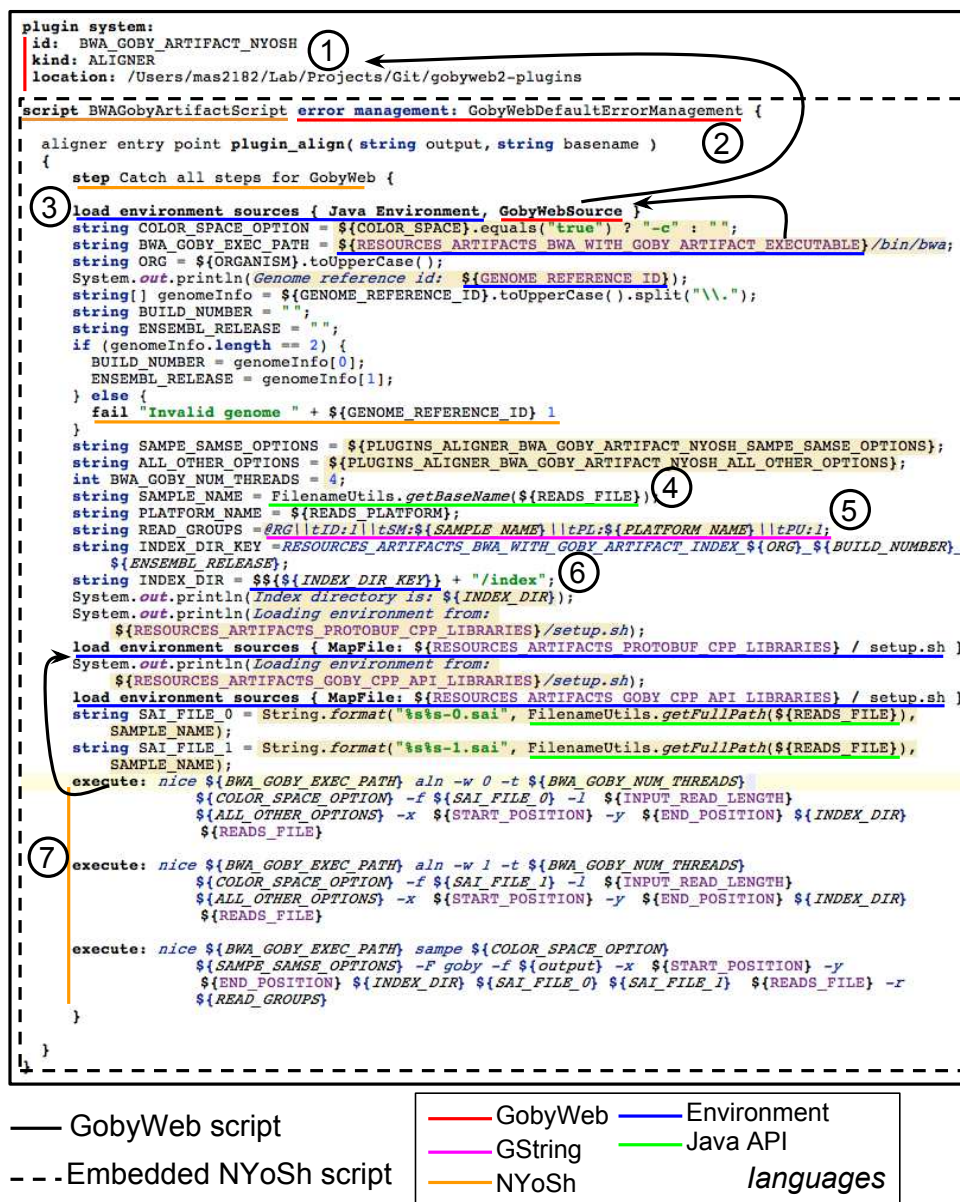 plugin system:
id: BWA_GOBY_ARTIFACT_NYOSH
kind: ALIGNER
location: /Users/mas2182/Lab/Projects/Git/gobyweb2-plugins
1
script BWAGobyArtifactScript error management: GobyWebDefaultErrorManagement {
2
aligner entry point plugin_align( string output, string basename )
{
step Catch all steps for GobyWeb {
3
load environment sources { Java Environment, GobyWebSource }
string COLOR_SPACE_OPTION = ${COLOR_SPACE}.equals("true") ? "-c" : "";
string BWA_GOBY_EXEC_PATH = ${RESOURCES_ARTIFACTS_BWA_WITH_GOBY_ARTIFACT_EXECUTABLE}/bin/bwa;
string ORG = ${ORGANISM}.toUpperCase();
System.out.println(Genome reference id: ${GENOME_REFERENCE_ID});
string[] genomeInfo = ${GENOME_REFERENCE_ID}.toUpperCase().split("\\.");
string BUILD_NUMBER = "";
string ENSEMBL_RELEASE = "";
if (genomeInfo.length == 2) {
BUILD_NUMBER = genomeInfo[0];
ENSEMBL_RELEASE = genomeInfo[1];
} else {
fail "Invalid genome " + ${GENOME_REFERENCE_ID} 1
}
string SAMPE_SAMSE_OPTIONS = ${PLUGINS_ALIGNER_BWA_GOBY_ARTIFACT_NYOSH_SAMPE_SAMSE_OPTIONS};
string ALL_OTHER_OPTIONS = ${PLUGINS_ALIGNER_BWA_GOBY_ARTIFACT_NYOSH_ALL_OTHER_OPTIONS};
int BWA_GOBY_NUM_THREADS = 4;
string SAMPLE_NAME = FilenameUtils.getBaseName(${READS_FILE});
4
string PLATFORM_NAME = ${READS_PLATFORM};
string READ_GROUPS =@RG\\tID:1\\tSM:${SAMPLE_NAME}\\tPL:${PLATFORM_NAME}\\tPU:1;
5
string INDEX_DIR_KEY =RESOURCES_ARTIFACTS_BWA_WITH_GOBY_ARTIFACT_INDEX_${ORG}_${BUILD_NUMBER}_
${ENSEMBL_RELEASE};
string INDEX_DIR = $${${INDEX_DIR_KEY}} + "/index";
6
System.out.println(Index directory is: ${INDEX_DIR});
System.out.println(Loading environment from:
${RESOURCES_ARTIFACTS_PROTOBUF_CPP_LIBRARIES}/setup.sh);
load environment sources { MapFile: ${RESOURCES_ARTIFACTS_PROTOBUF_CPP_LIBRARIES} / setup.sh }
System.out.println(Loading environment from:
${RESOURCES_ARTIFACTS_GOBY_CPP_API_LIBRARIES}/setup.sh);
load environment sources { MapFile: ${RESOURCES_ARTIFACTS_GOBY_CPP_API_LIBRARIES} / setup.sh }
string SAI_FILE_0 = String.format("%s%s-0.sai", FilenameUtils.getFullPath(${READS_FILE}),
SAMPLE_NAME);
string SAI_FILE_1 = String.format("%s%s-1.sai", FilenameUtils.getFullPath(${READS_FILE}),
SAMPLE_NAME);
execute: nice ${BWA_GOBY_EXEC_PATH} aln -w 0 -t ${BWA_GOBY_NUM_THREADS}
${COLOR_SPACE_OPTION} -f ${SAI_FILE_0} -l ${INPUT_READ_LENGTH}
${ALL_OTHER_OPTIONS} -x ${START_POSITION} -y ${END_POSITION} ${INDEX_DIR}
${READS_FILE}
7
execute: nice ${BWA_GOBY_EXEC_PATH} aln -w 1 -t ${BWA_GOBY_NUM_THREADS}
${COLOR_SPACE_OPTION} -f ${SAI_FILE_1} -l ${INPUT_READ_LENGTH}
${ALL_OTHER_OPTIONS} -x ${START_POSITION} -y ${END_POSITION} ${INDEX_DIR}
${READS_FILE}
execute: nice ${BWA_GOBY_EXEC_PATH} sampe ${COLOR_SPACE_OPTION}
${SAMPE_SAMSE_OPTIONS} -F goby -f ${output} -x ${START_POSITION} -y
${END_POSITION} ${INDEX_DIR} ${SAI_FILE_0} ${SAI_FILE_1} ${READS_FILE} -r
${READ_GROUPS}
}
}
}
GobyWeb script
Embedded NYoSh script
GobyWeb
GString
NYoSh
Environment
Java API
languages